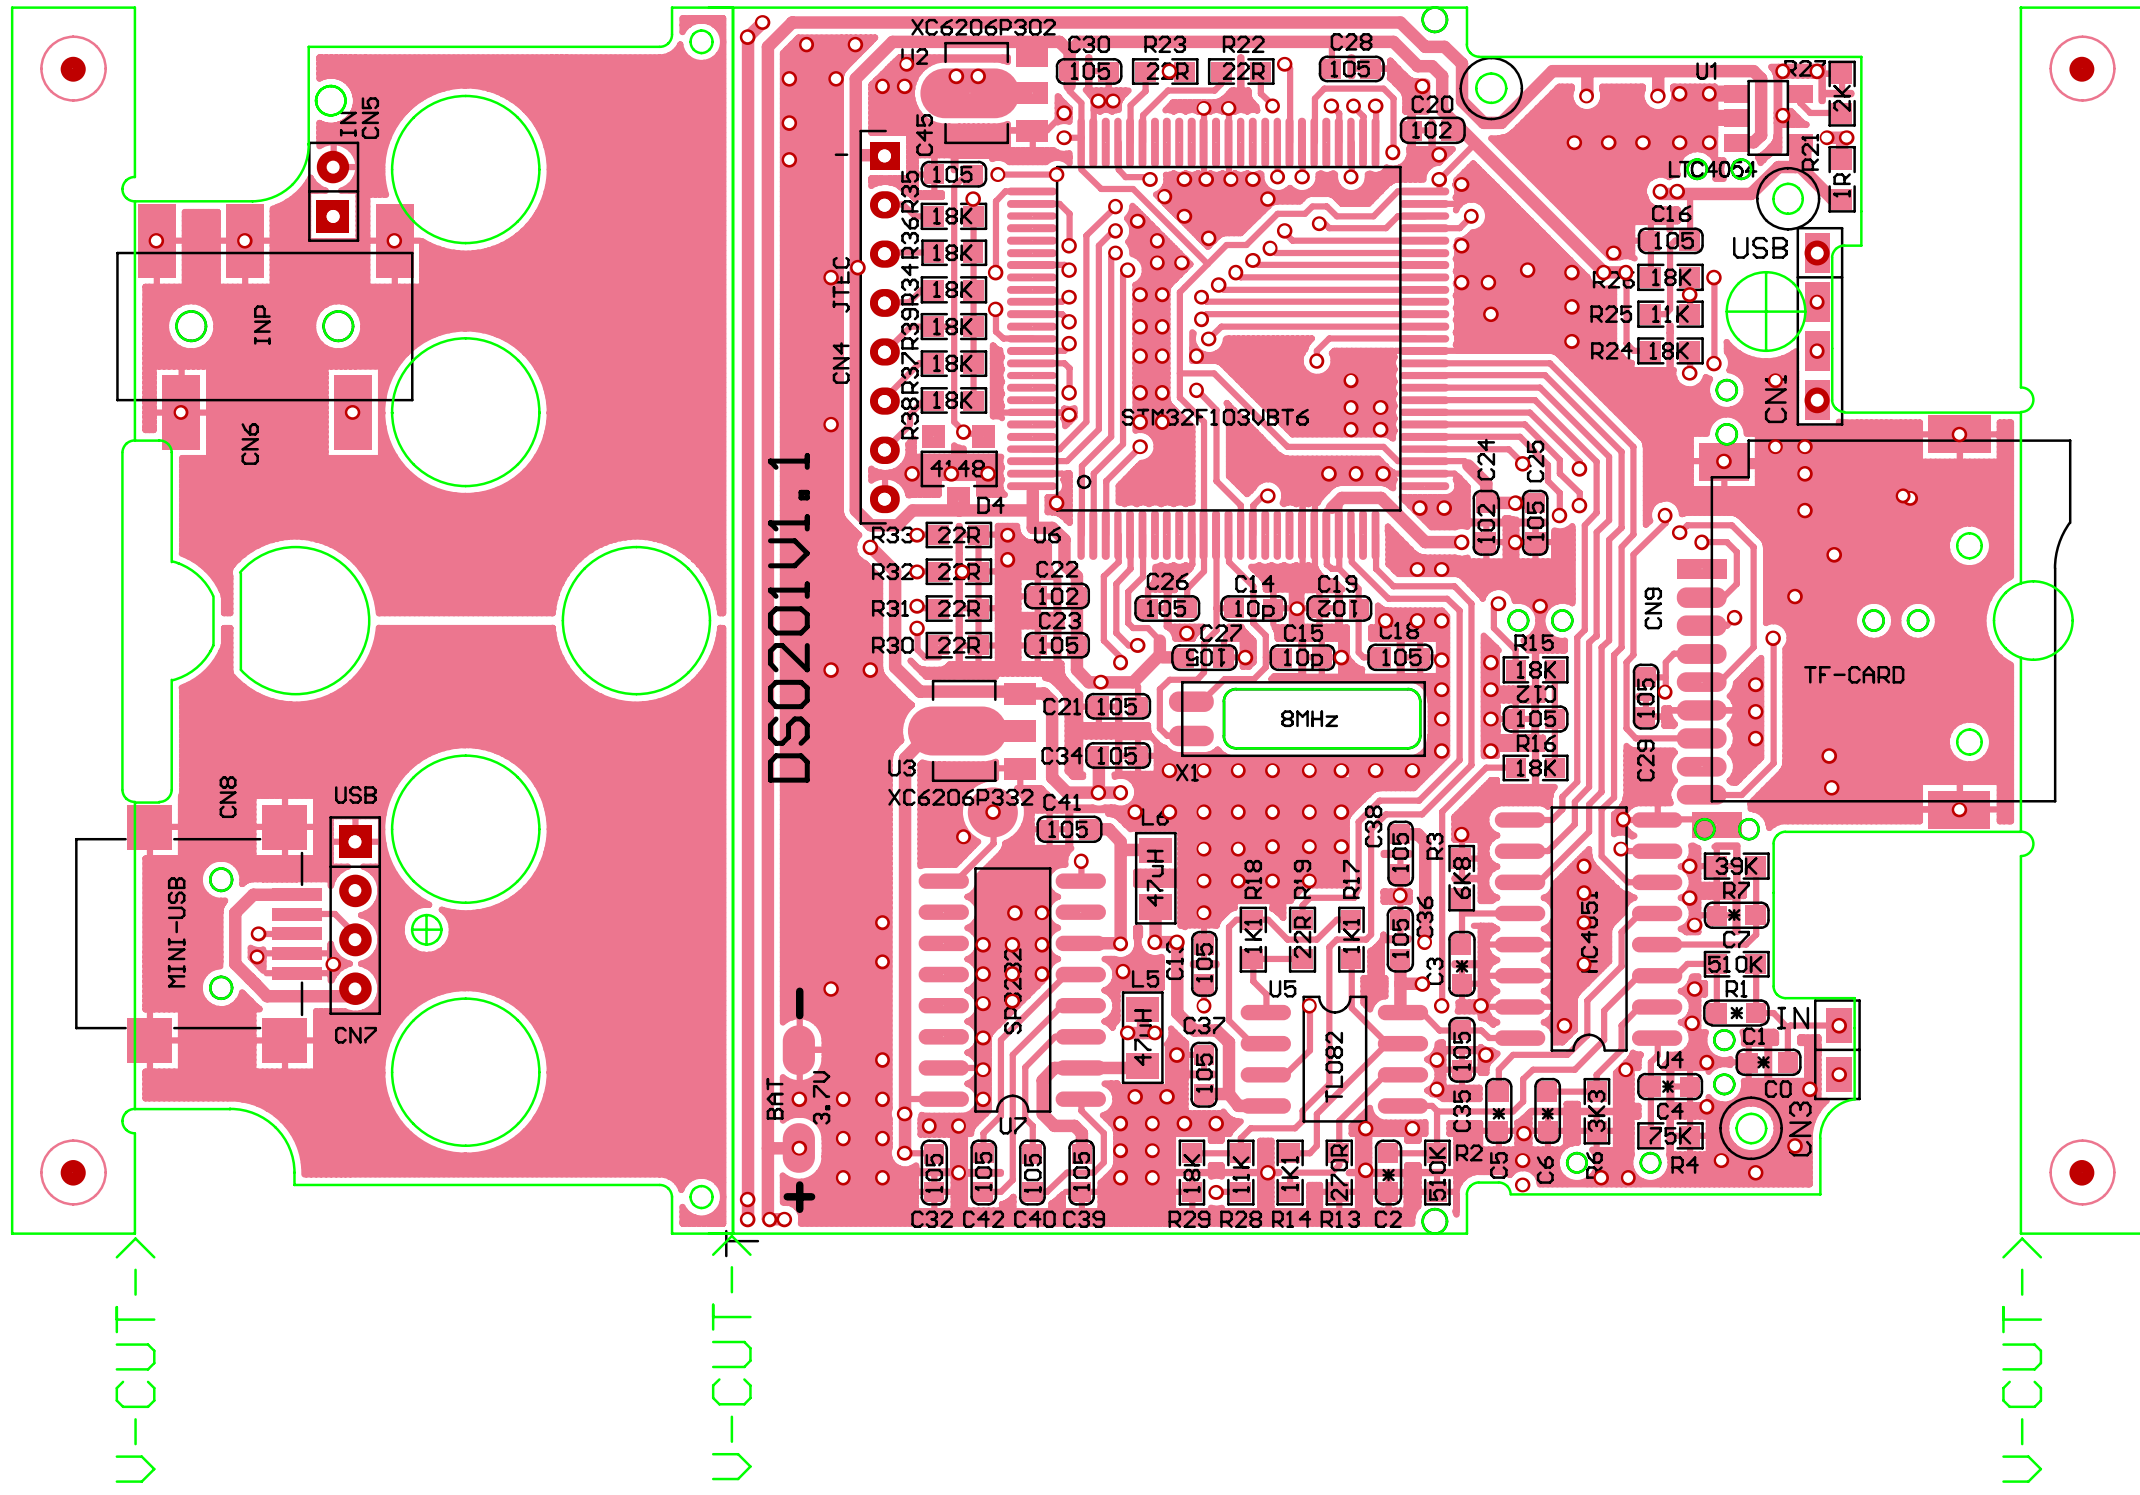 XC6206P302
U2
C30
105
R23
22R
R22
22R
C28
105
C20
102
U1
R27
2K
LTC4054
R21
1R
IN
CN5
C45
105
R35
18K
R36
18K
R34
18K
R39
18K
R37
18K
R38
18K
JTEC
CN4
4148
D4
STM32F103VBT6
C16
105
USB
R26
18K
R25
11K
R24
18K
CN1
INP
CN6
C24
102
C25
105
DSO201V1.1
R33
22R
R32
22R
R31
22R
R30
22R
U6
C22
102
C23
105
C26
105
C14
10p
C19
102
C27
105
C15
10p
C18
105
R15
18K
C12
105
R16
18K
CN9
TF-CARD
C29
105
C21
105
C34
105
8MHz
X1
U3
XC6206P332
C41
105
L6
47uH
CN8
USB
MINI-USB
CN7
C38
105
R3
6K8
R18
1K1
R19
22R
R17
1K1
C36
105
C3
*
HC4051
39K
R7
*
C7
510K
R1
*
C1
IN
SP3232
C13
105
L5
47uH
U5
C37
105
TL082
105
C35
U4
*
C4
*
C0
CN3
-
BAT
3.7V
+
U7
105
C32
105
C42
105
C40
105
C39
18K
R29
11K
R28
1K1
R14
270R
R13
*
C2
510K
R2
*
C5
*
C6
3K3
R6
75K
R4
V-CUT->
V-CUT->
V-CUT->